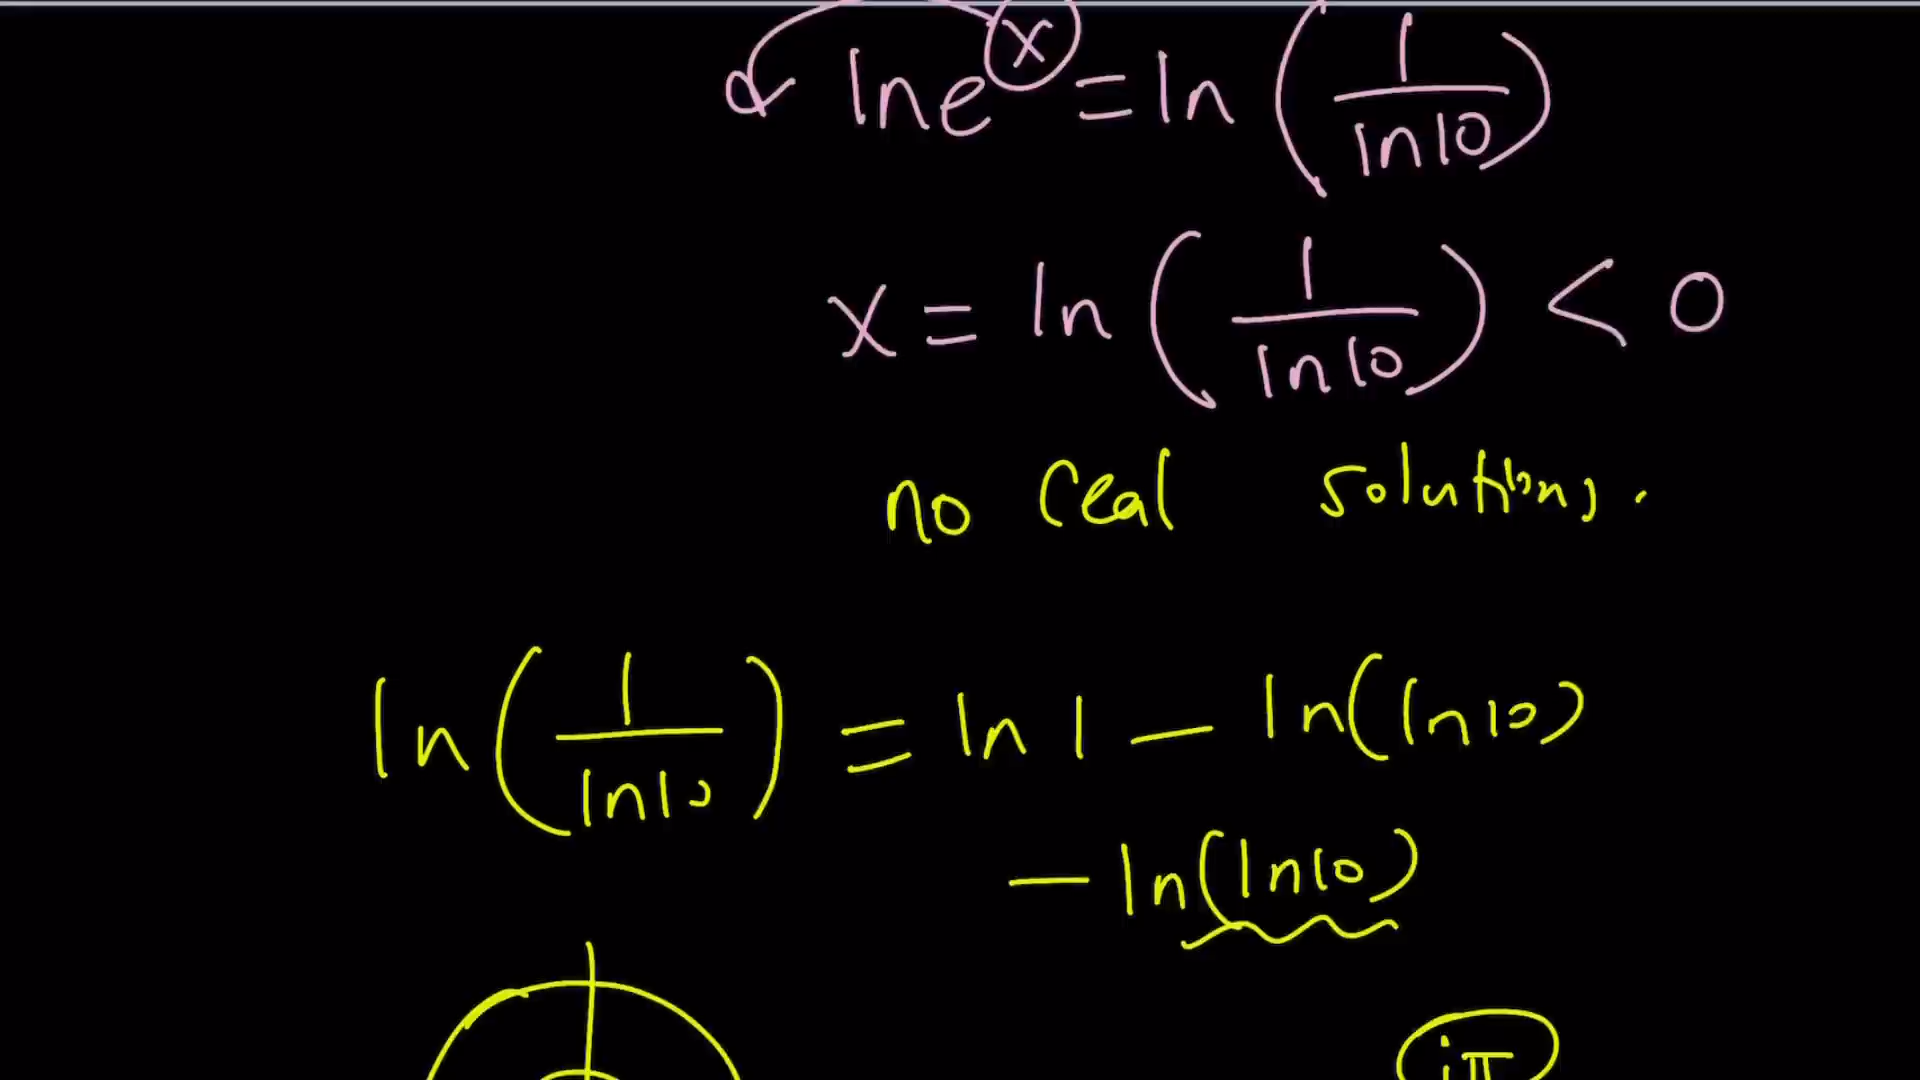 ln e^x = ln (1/ln10)
x = ln (1/ln10) < 0
no real solutions.
ln (1/ln10) = ln 1 - ln(ln10)
- ln(ln10)
iπ